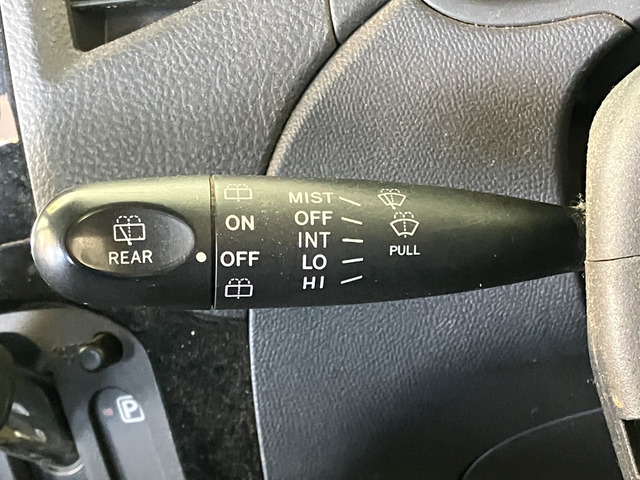 REAR
ON
OFF
MIST
OFF
INT
LO
HI
PULL
P